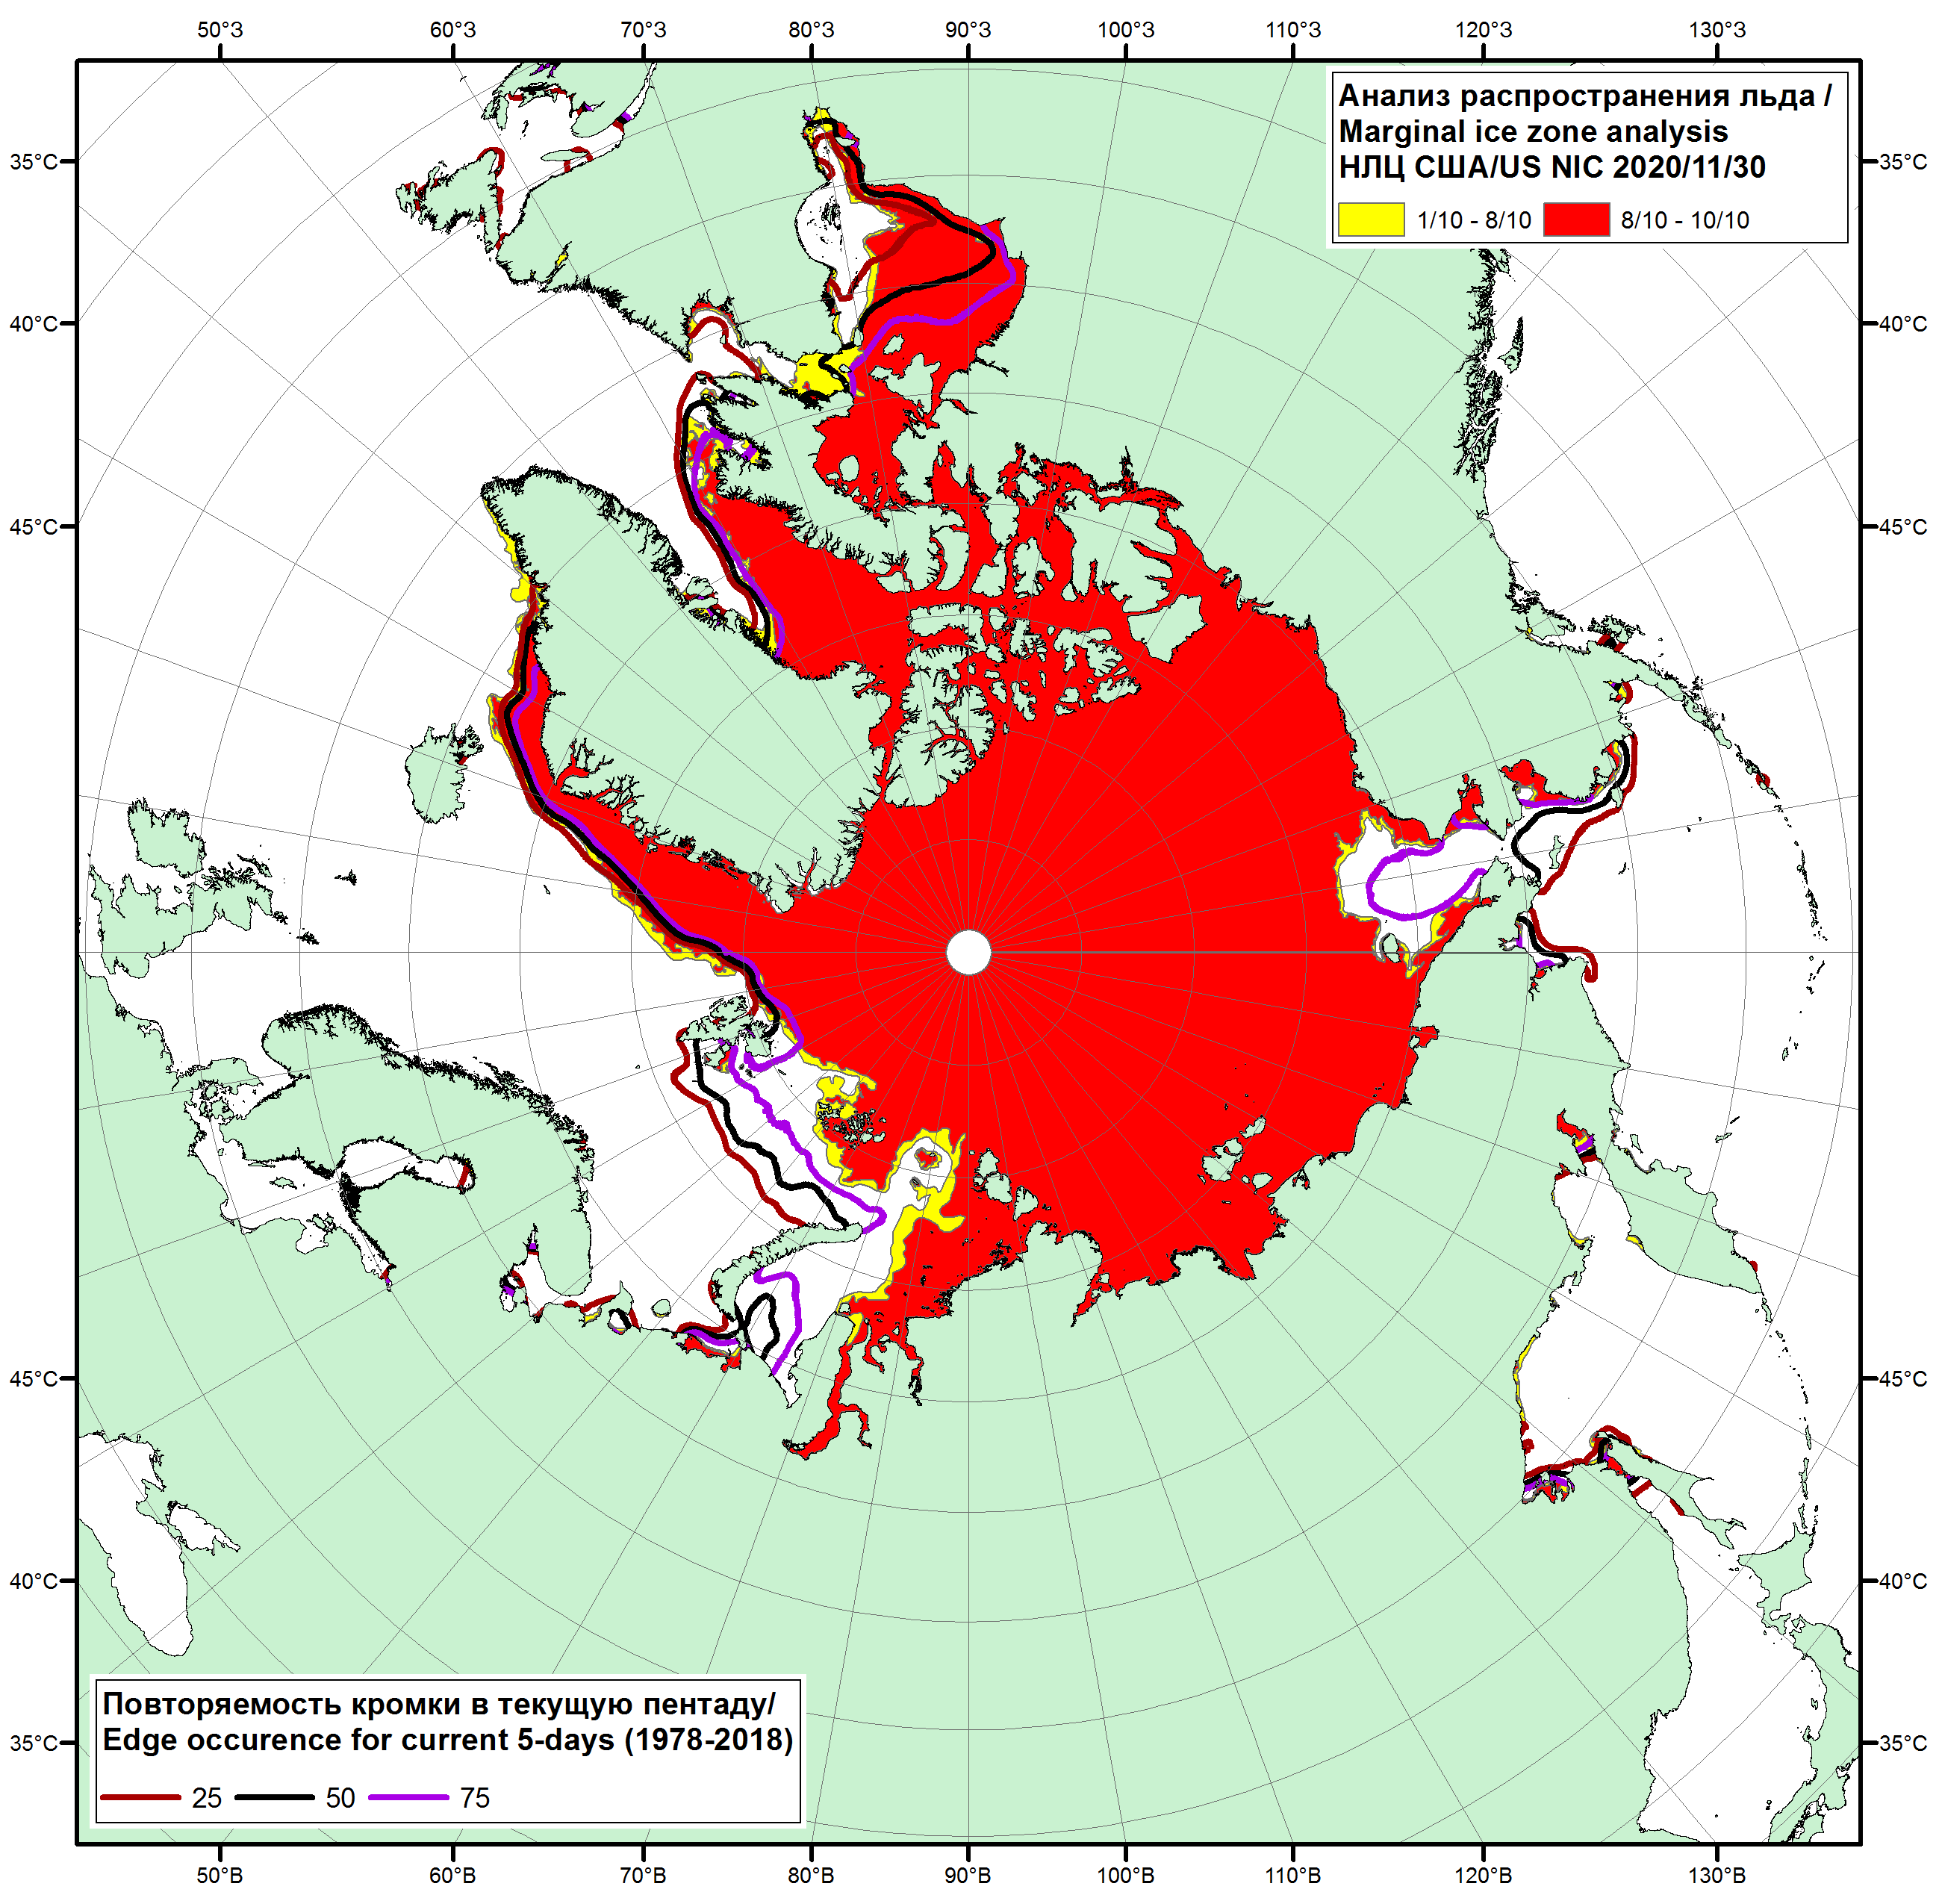 50°З 60°З 70°З 80°З 90°З 100°З 110°З 120°З 130°З
Анализ распространения льда /
Marginal ice zone analysis
НЛЦ США/US NIC 2020/11/30
1/10 - 8/10 8/10 - 10/10
35°С 35°С
40°С 40°С
45°С 45°С
45°С 45°С
40°С 40°С
35°С 35°С
Повторяемость кромки в текущую пентаду/
Edge occurence for current 5-days (1978-2018)
25 50 75
50°В 60°В 70°В 80°В 90°В 100°В 110°В 120°В 130°В